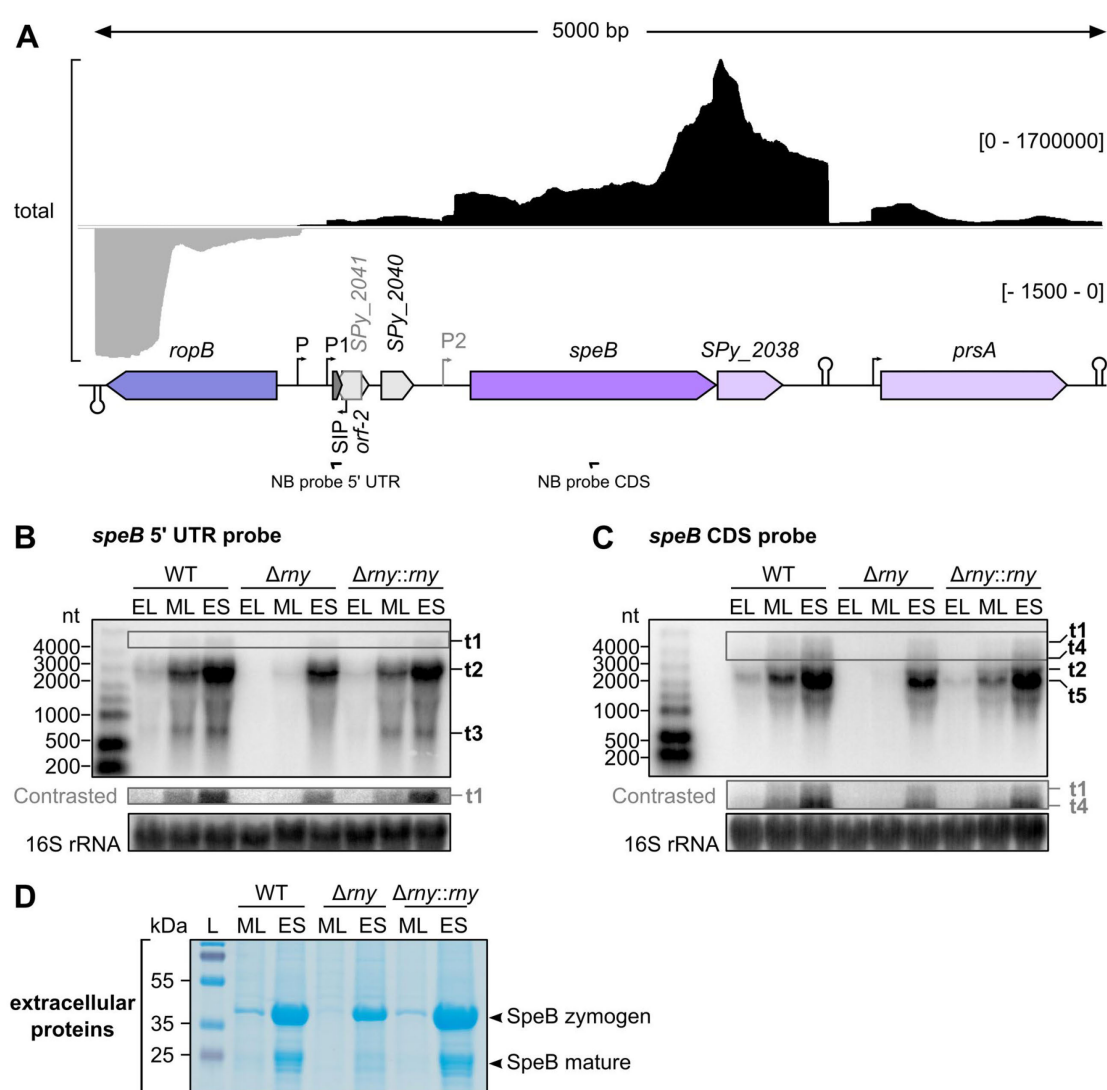 A
5000 bp
[0 - 1700000]
total
[- 1500 - 0]
SPy_2041
SPy_2040
ropB
P
P1
P2
speB
SPy_2038
prsA
SIP
orf-2
NB probe 5' UTR
NB probe CDS
B
speB 5' UTR probe
WT
Δrny
Δrny::rny
nt
EL ML ES EL ML ES EL ML ES
4000
3000
2000
1000
500
200
t1
t2
t3
Contrasted
t1
16S rRNA
C
speB CDS probe
WT
Δrny
Δrny::rny
nt
EL ML ES EL ML ES EL ML ES
4000
3000
2000
1000
500
200
t1
t4
t2
t5
Contrasted
t1
t4
16S rRNA
D
WT
Δrny
Δrny::rny
kDa L ML ES ML ES ML ES
55
35
25
extracellular
proteins
SpeB zymogen
SpeB mature